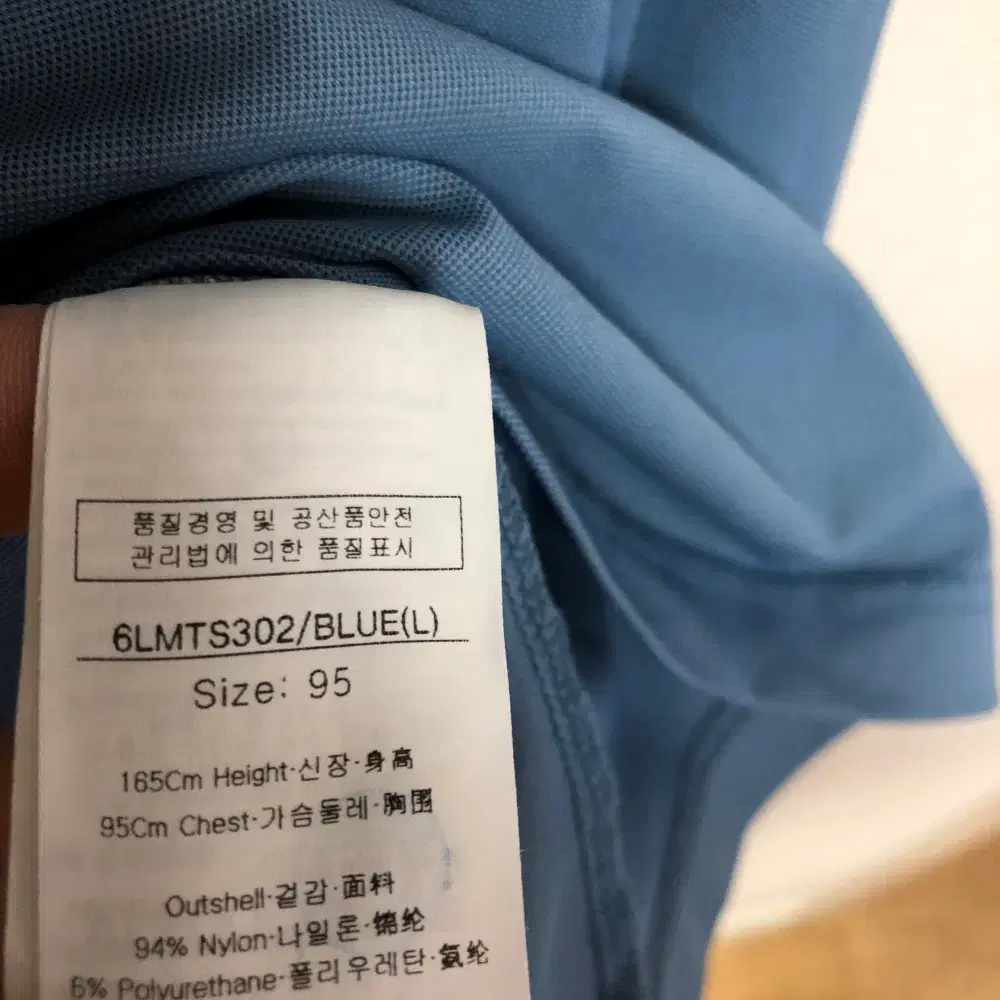 품질경영 및 공산품안전
관리법에 의한 품질표시
6LMTS302/BLUE(L)
Size: 95
165Cm Height·신장·身高
95Cm Chest·가슴둘레·胸围
Outshell·겉감·面料
94% Nylon·나일론·锦纶
6% Polyurethane·폴리우레탄·氨纶